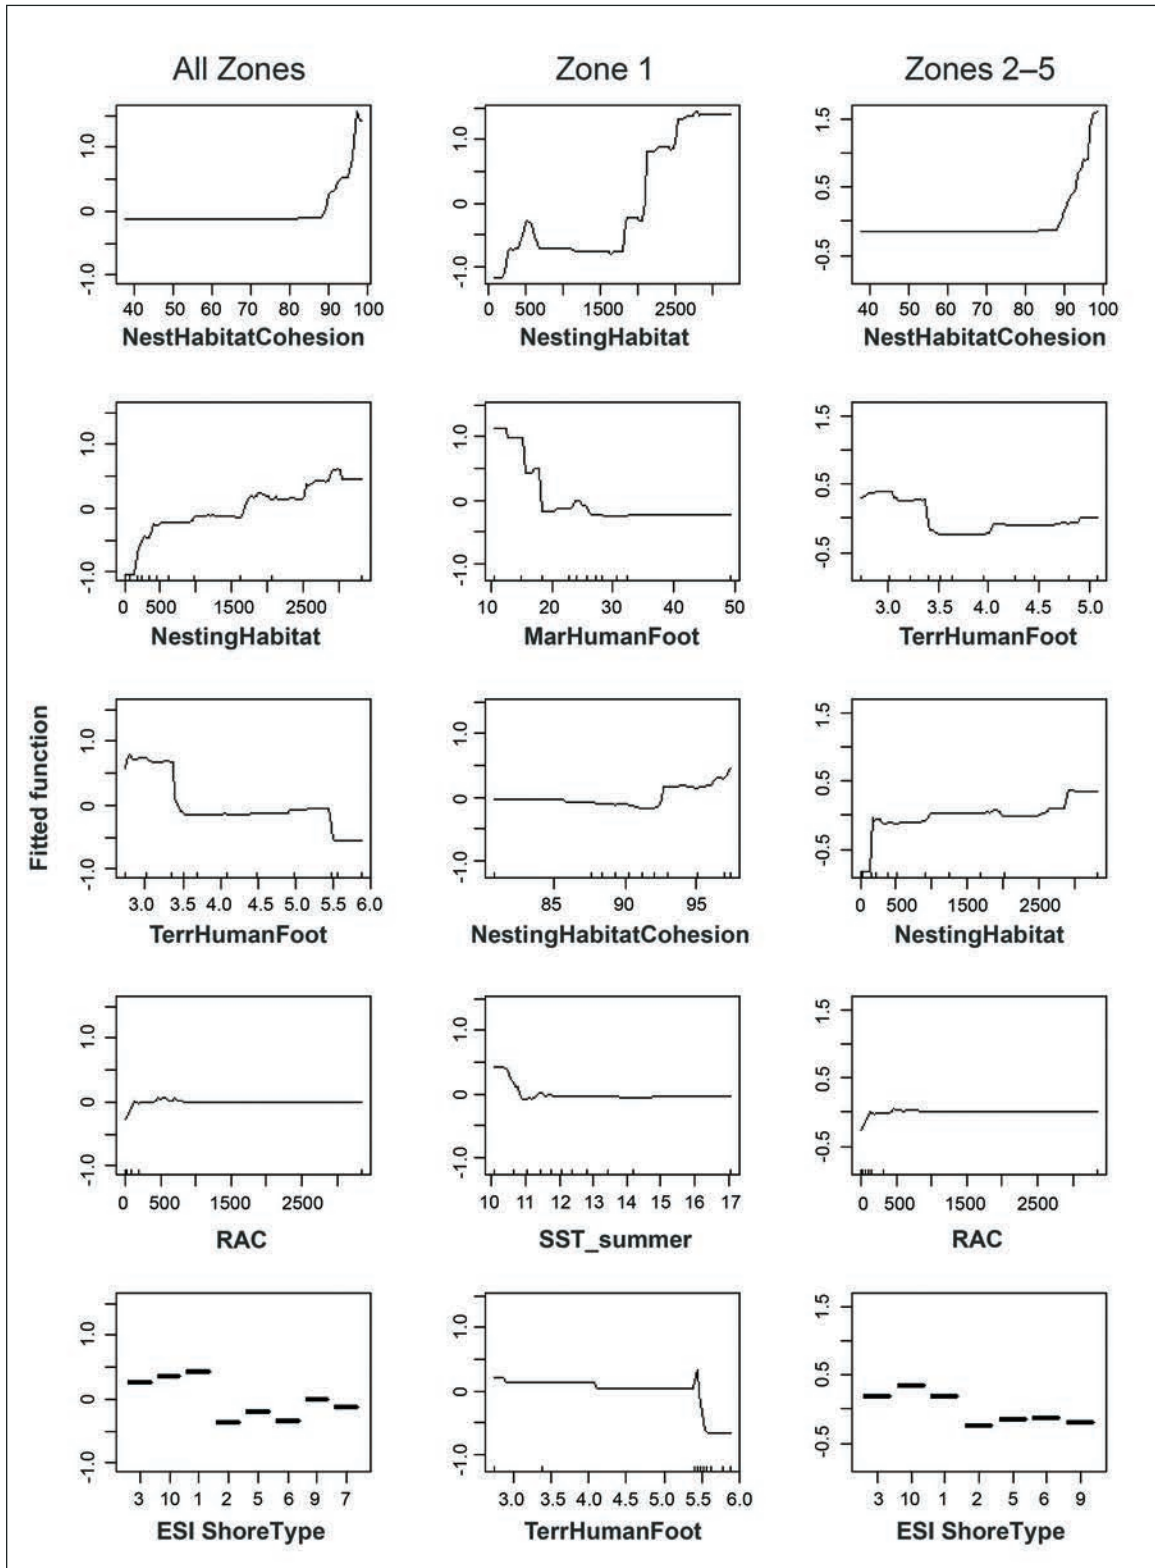 All Zones Zone 1 Zones 2–5
1.0 0 -1.0
40 50 60 70 80 90 100
NestHabitatCohesion
1.0 0 -1.0
0 500 1500 2500
NestingHabitat
1.5 0.5 -0.5
40 50 60 70 80 90 100
NestHabitatCohesion
1.0 0 -1.0
0 500 1500 2500
NestingHabitat
1.0 0 -1.0
10 20 30 40 50
MarHumanFoot
1.5 0.5 -0.5
3.0 3.5 4.0 4.5 5.0
TerrHumanFoot
Fitted function
1.0 0 -1.0
3.0 3.5 4.0 4.5 5.0 5.5 6.0
TerrHumanFoot
1.0 0 -1.0
85 90 95
NestingHabitatCohesion
1.5 0.5 -0.5
0 500 1500 2500
NestingHabitat
1.0 0 -1.0
0 500 1500 2500
RAC
1.0 0 -1.0
10 11 12 13 14 15 16 17
SST_summer
1.5 0.5 -0.5
0 500 1500 2500
RAC
1.0 0 -1.0
3 10 1 2 5 6 9 7
ESI ShoreType
1.0 0 -1.0
3.0 3.5 4.0 4.5 5.0 5.5 6.0
TerrHumanFoot
1.5 0.5 -0.5
3 10 1 2 5 6 9
ESI ShoreType